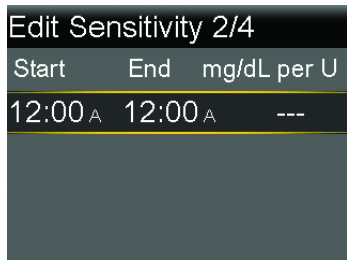 Edit Sensitivity 2/4
Start End mg/dL per U
12:00 A 12:00 A ---